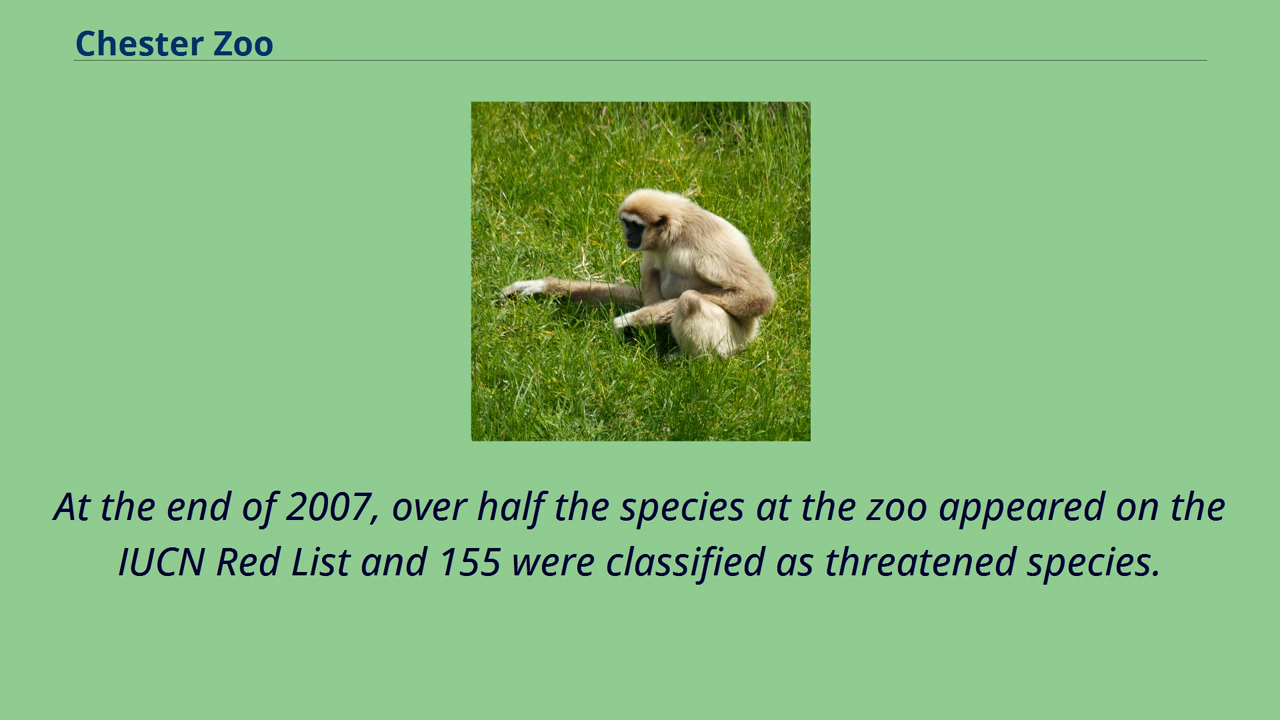 Chester Zoo
At the end of 2007, over half the species at the zoo appeared on the
IUCN Red List and 155 were classified as threatened species.